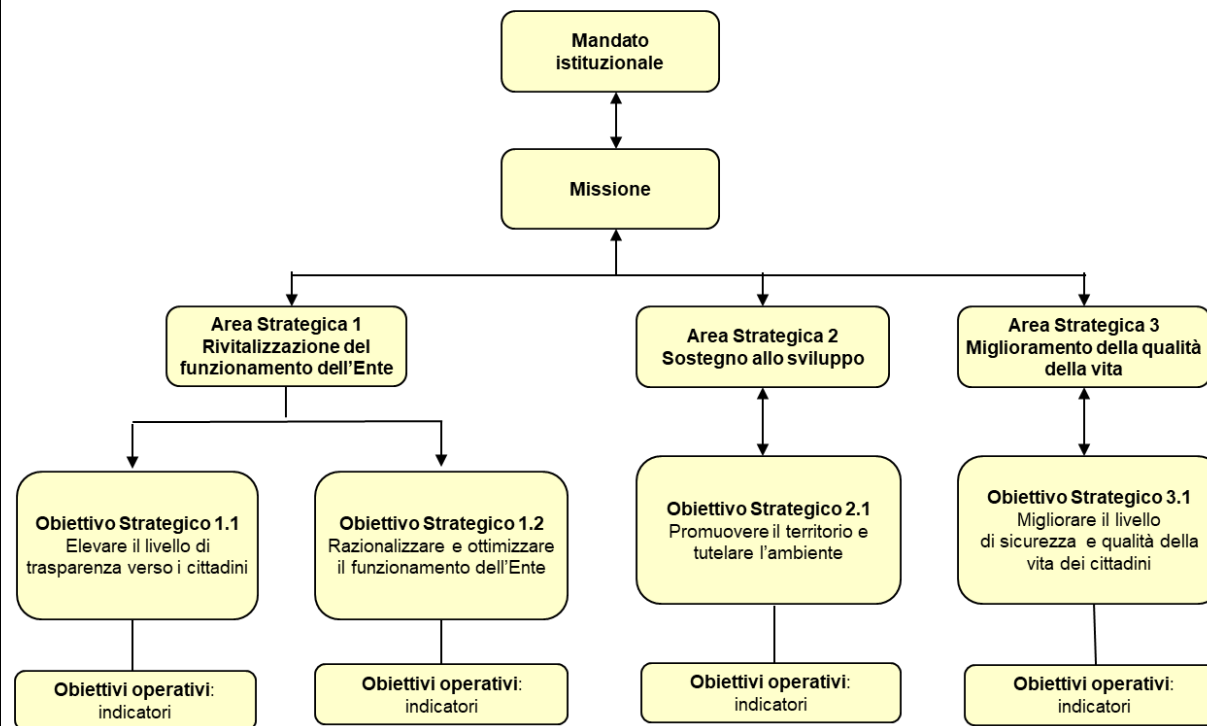 Mandato
istituzionale
Missione
Area Strategica 1
Rivitalizzazione del
funzionamento dell'Ente
Area Strategica 2
Sostegno allo sviluppo
Area Strategica 3
Miglioramento della qualità
della vita
Obiettivo Strategico 1.1
Elevare il livello di
trasparenza verso i cittadini
Obiettivo Strategico 1.2
Razionalizzare e ottimizzare
il funzionamento dell'Ente
Obiettivo Strategico 2.1
Promuovere il territorio e
tutelare l'ambiente
Obiettivo Strategico 3.1
Migliorare il livello
di sicurezza e qualità della
vita dei cittadini
Obiettivi operativi:
indicatori
Obiettivi operativi:
indicatori
Obiettivi operativi:
indicatori
Obiettivi operativi:
indicatori